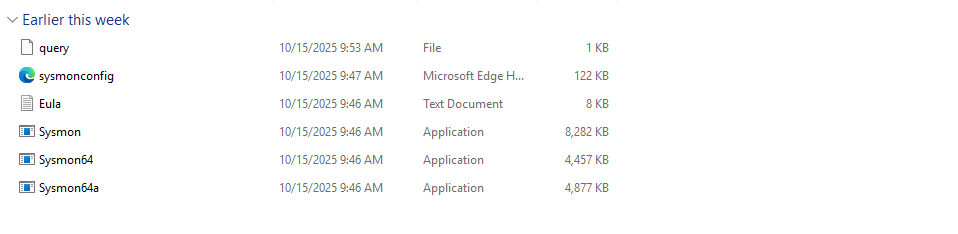 Earlier this week
query 10/15/2025 9:53 AM File 1 KB
sysmonconfig 10/15/2025 9:47 AM Microsoft Edge H... 122 KB
Eula 10/15/2025 9:46 AM Text Document 8 KB
Sysmon 10/15/2025 9:46 AM Application 8,282 KB
Sysmon64 10/15/2025 9:46 AM Application 4,457 KB
Sysmon64a 10/15/2025 9:46 AM Application 4,877 KB